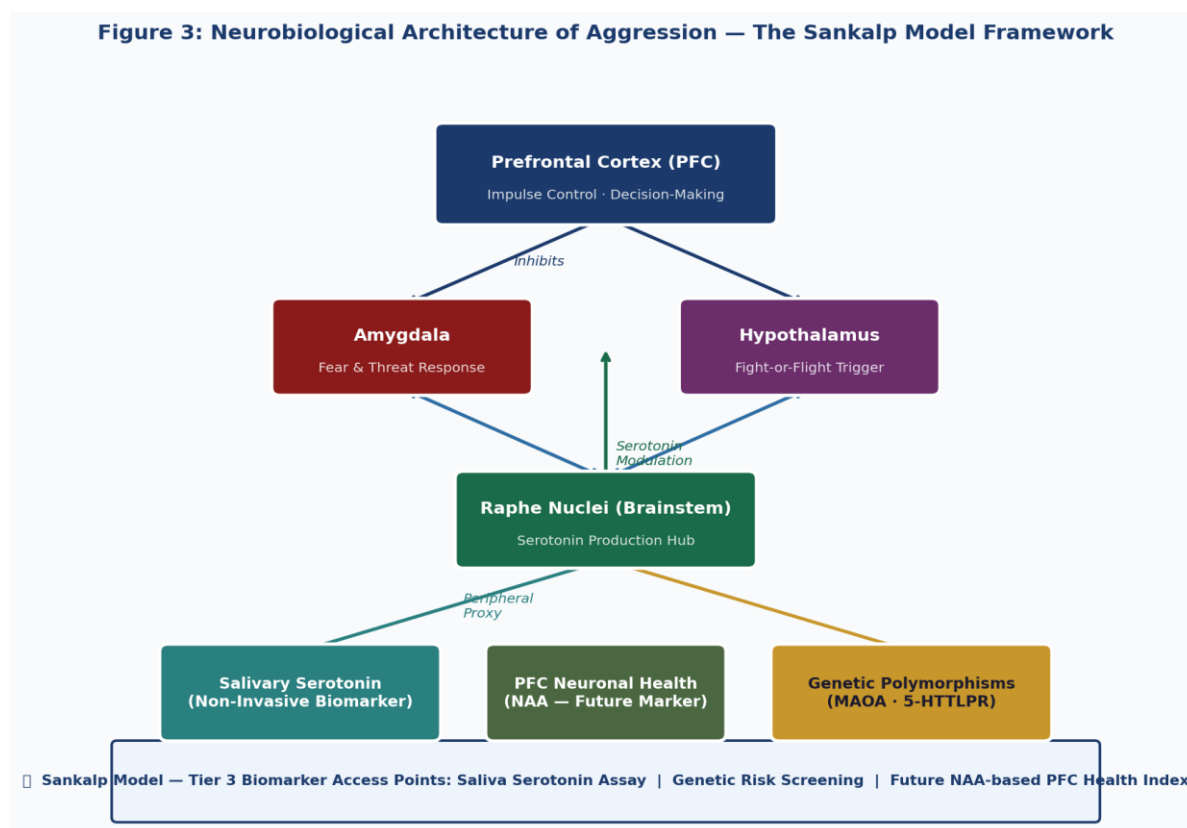 Figure 3: Neurobiological Architecture of Aggression — The Sankalp Model Framework
Prefrontal Cortex (PFC)
Impulse Control · Decision-Making
Inhibits
Amygdala
Fear & Threat Response
Hypothalamus
Fight-or-Flight Trigger
Serotonin
Modulation
Raphe Nuclei (Brainstem)
Serotonin Production Hub
Peripheral
Proxy
Salivary Serotonin
(Non-Invasive Biomarker)
PFC Neuronal Health
(NAA — Future Marker)
Genetic Polymorphisms
(MAOA · 5-HTTLPR)
Sankalp Model — Tier 3 Biomarker Access Points: Saliva Serotonin Assay | Genetic Risk Screening | Future NAA-based PFC Health Index